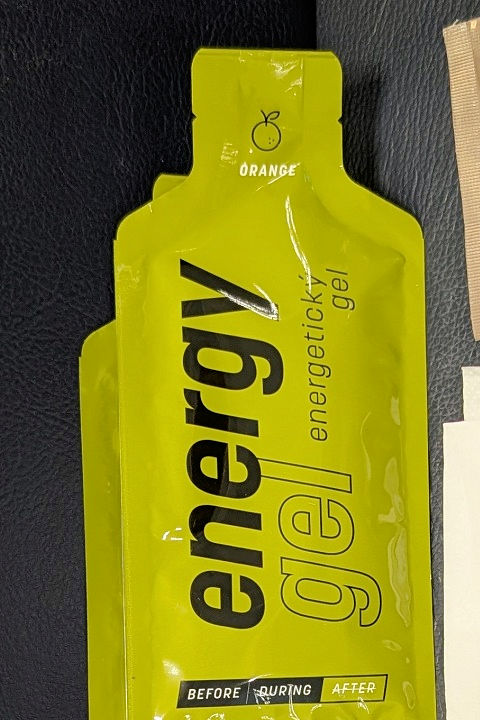 ORANGE
energy
gel
energetický
gel
BEFORE DURING AFTER